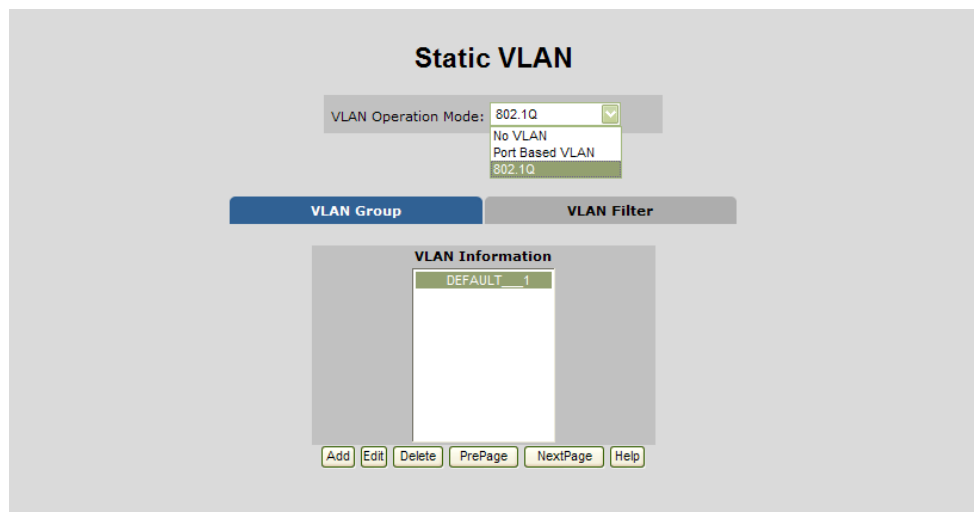 Static VLAN
VLAN Operation Mode: 802.1Q
No VLAN
Port Based VLAN
802.1Q
VLAN Group VLAN Filter
VLAN Information
DEFAULT___1
Add Edit Delete PrePage NextPage Help